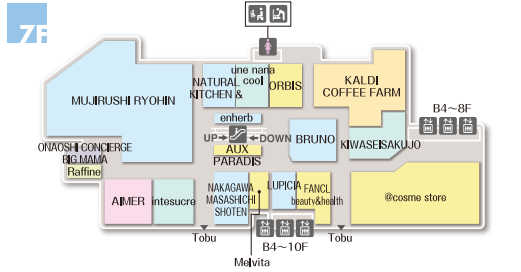 7F
une nana
cool
NATURAL
KITCHEN &
ORBIS
KALDI
COFFEE FARM
MUJIRUSHI RYOHIN
enherb
B4～8F
UP→
←DOWN
BRUNO
KIWASEISAKUJO
ONAOSHI-CONCIERGE
BIG MAMA
AUX
PARADIS
Raffine
AIMER
intesucre
NAKAGAWA
MASASHICHI
SHOTEN
LUPICIA
FANCL
beauty&health
@cosme store
Tobu
B4～10F
Tobu
Melvita